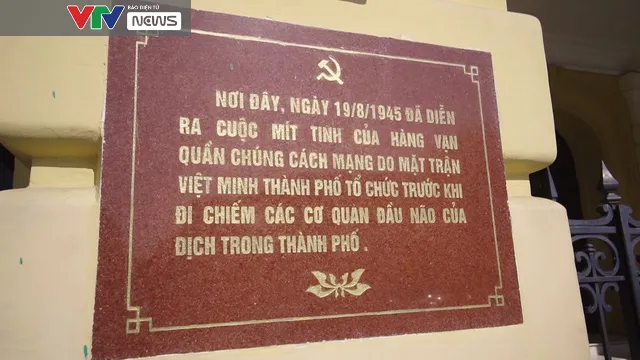 VTV BÁO ĐIỆN TỬ
NEWS
NƠI ĐÂY, NGÀY 19/8/1945 ĐÃ DIỄN
RA CUỘC MÍT TINH CỦA HÀNG VẠN
QUẦN CHÚNG CÁCH MẠNG DO MẶT TRẬN
VIỆT MINH THÀNH PHỐ TỔ CHỨC TRƯỚC KHI
ĐI CHIẾM CÁC CƠ QUAN ĐẦU NÃO CỦA
ĐỊCH TRONG THÀNH PHỐ.